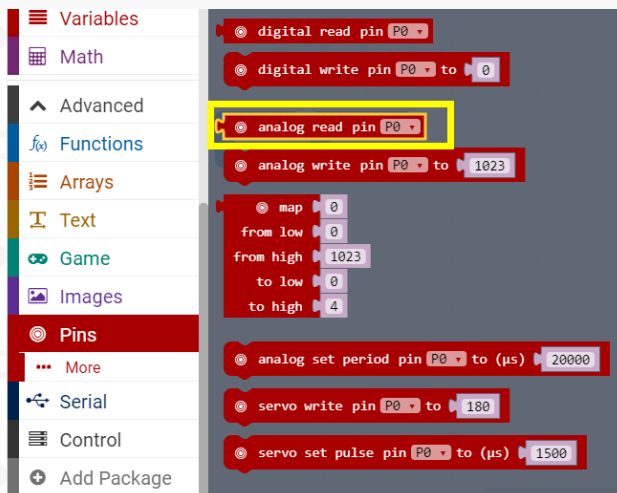 Variables
Math
Advanced
Functions
Arrays
Text
Game
Images
Pins
More
Serial
Control
Add Package
digital read pin P0
digital write pin P0 to 0
analog read pin P0
analog write pin P0 to 1023
map 0
from low 0
from high 1023
to low 0
to high 4
analog set period pin P0 to (µs) 20000
servo write pin P0 to 180
servo set pulse pin P0 to (µs) 1500